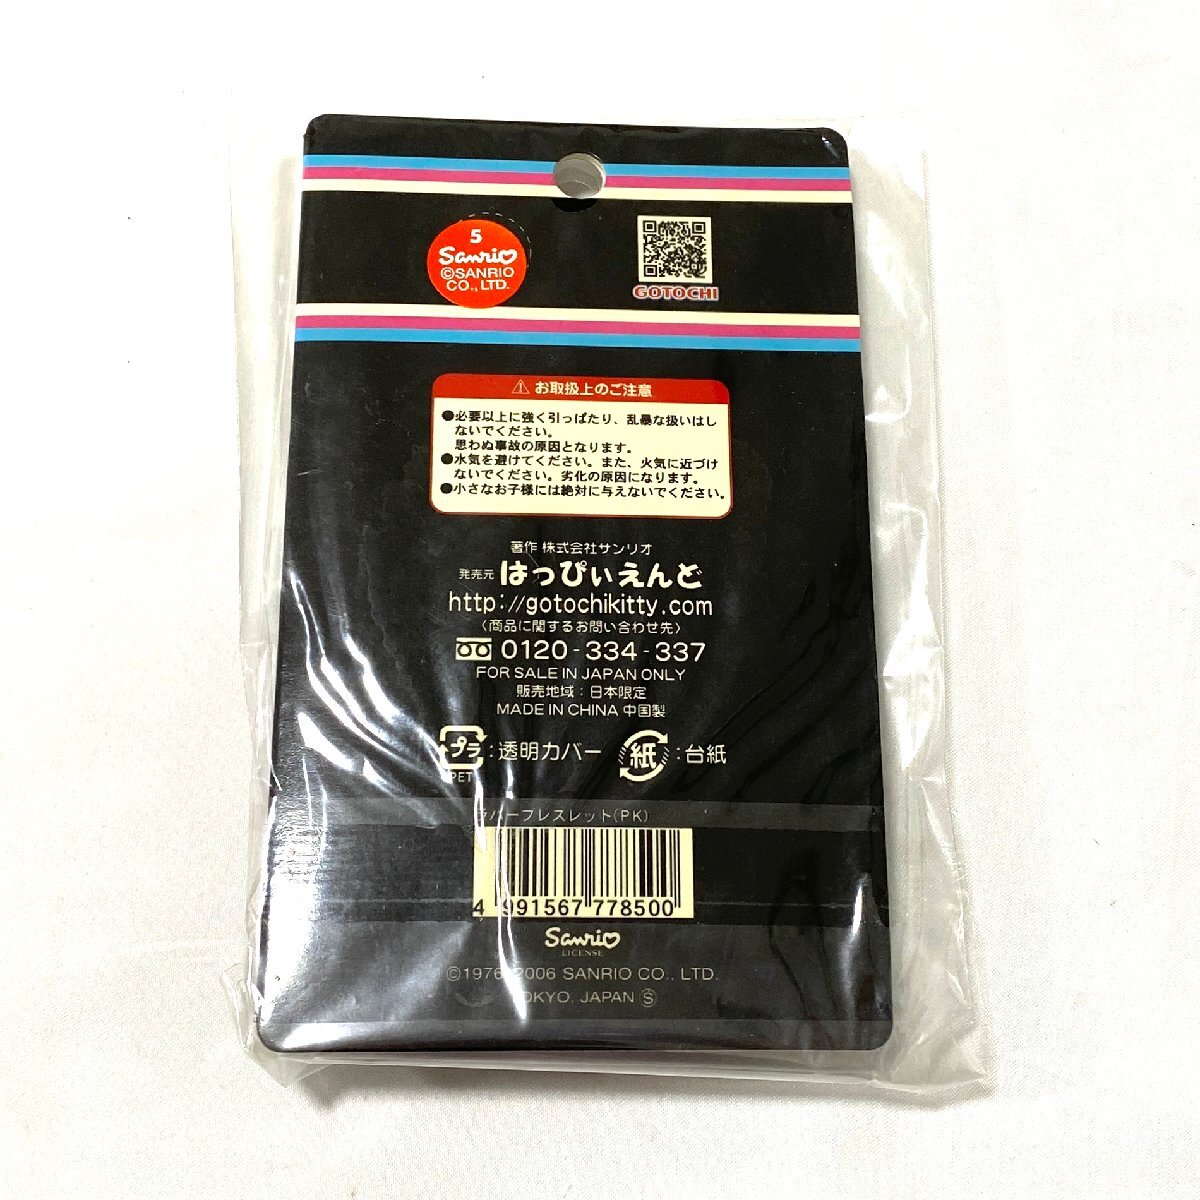 5
Sanrio
©SANRIO
CO., LTD.
GOTOCHI
⚠ お取扱上のご注意
●必要以上に強く引っぱたり、乱暴な扱いはし
ないでください。
思わぬ事故の原因となります。
●水気を避けてください。また、火気に近づけ
ないでください。劣化の原因になります。
●小さなお子様には絶対に与えないでください。
著作 株式会社サンリオ
発売元 はっぴぃえんど
http://gotochikitty.com
〈商品に関するお問い合わせ先〉
0120-334-337
FOR SALE IN JAPAN ONLY
販売地域：日本限定
MADE IN CHINA 中国製
プラ：透明カバー 紙：台紙
PET
ラバーブレスレット(PK)
4 991567 778500
Sanrio
LICENSE
©1976, 2006 SANRIO CO., LTD.
TOKYO, JAPAN Ⓢ